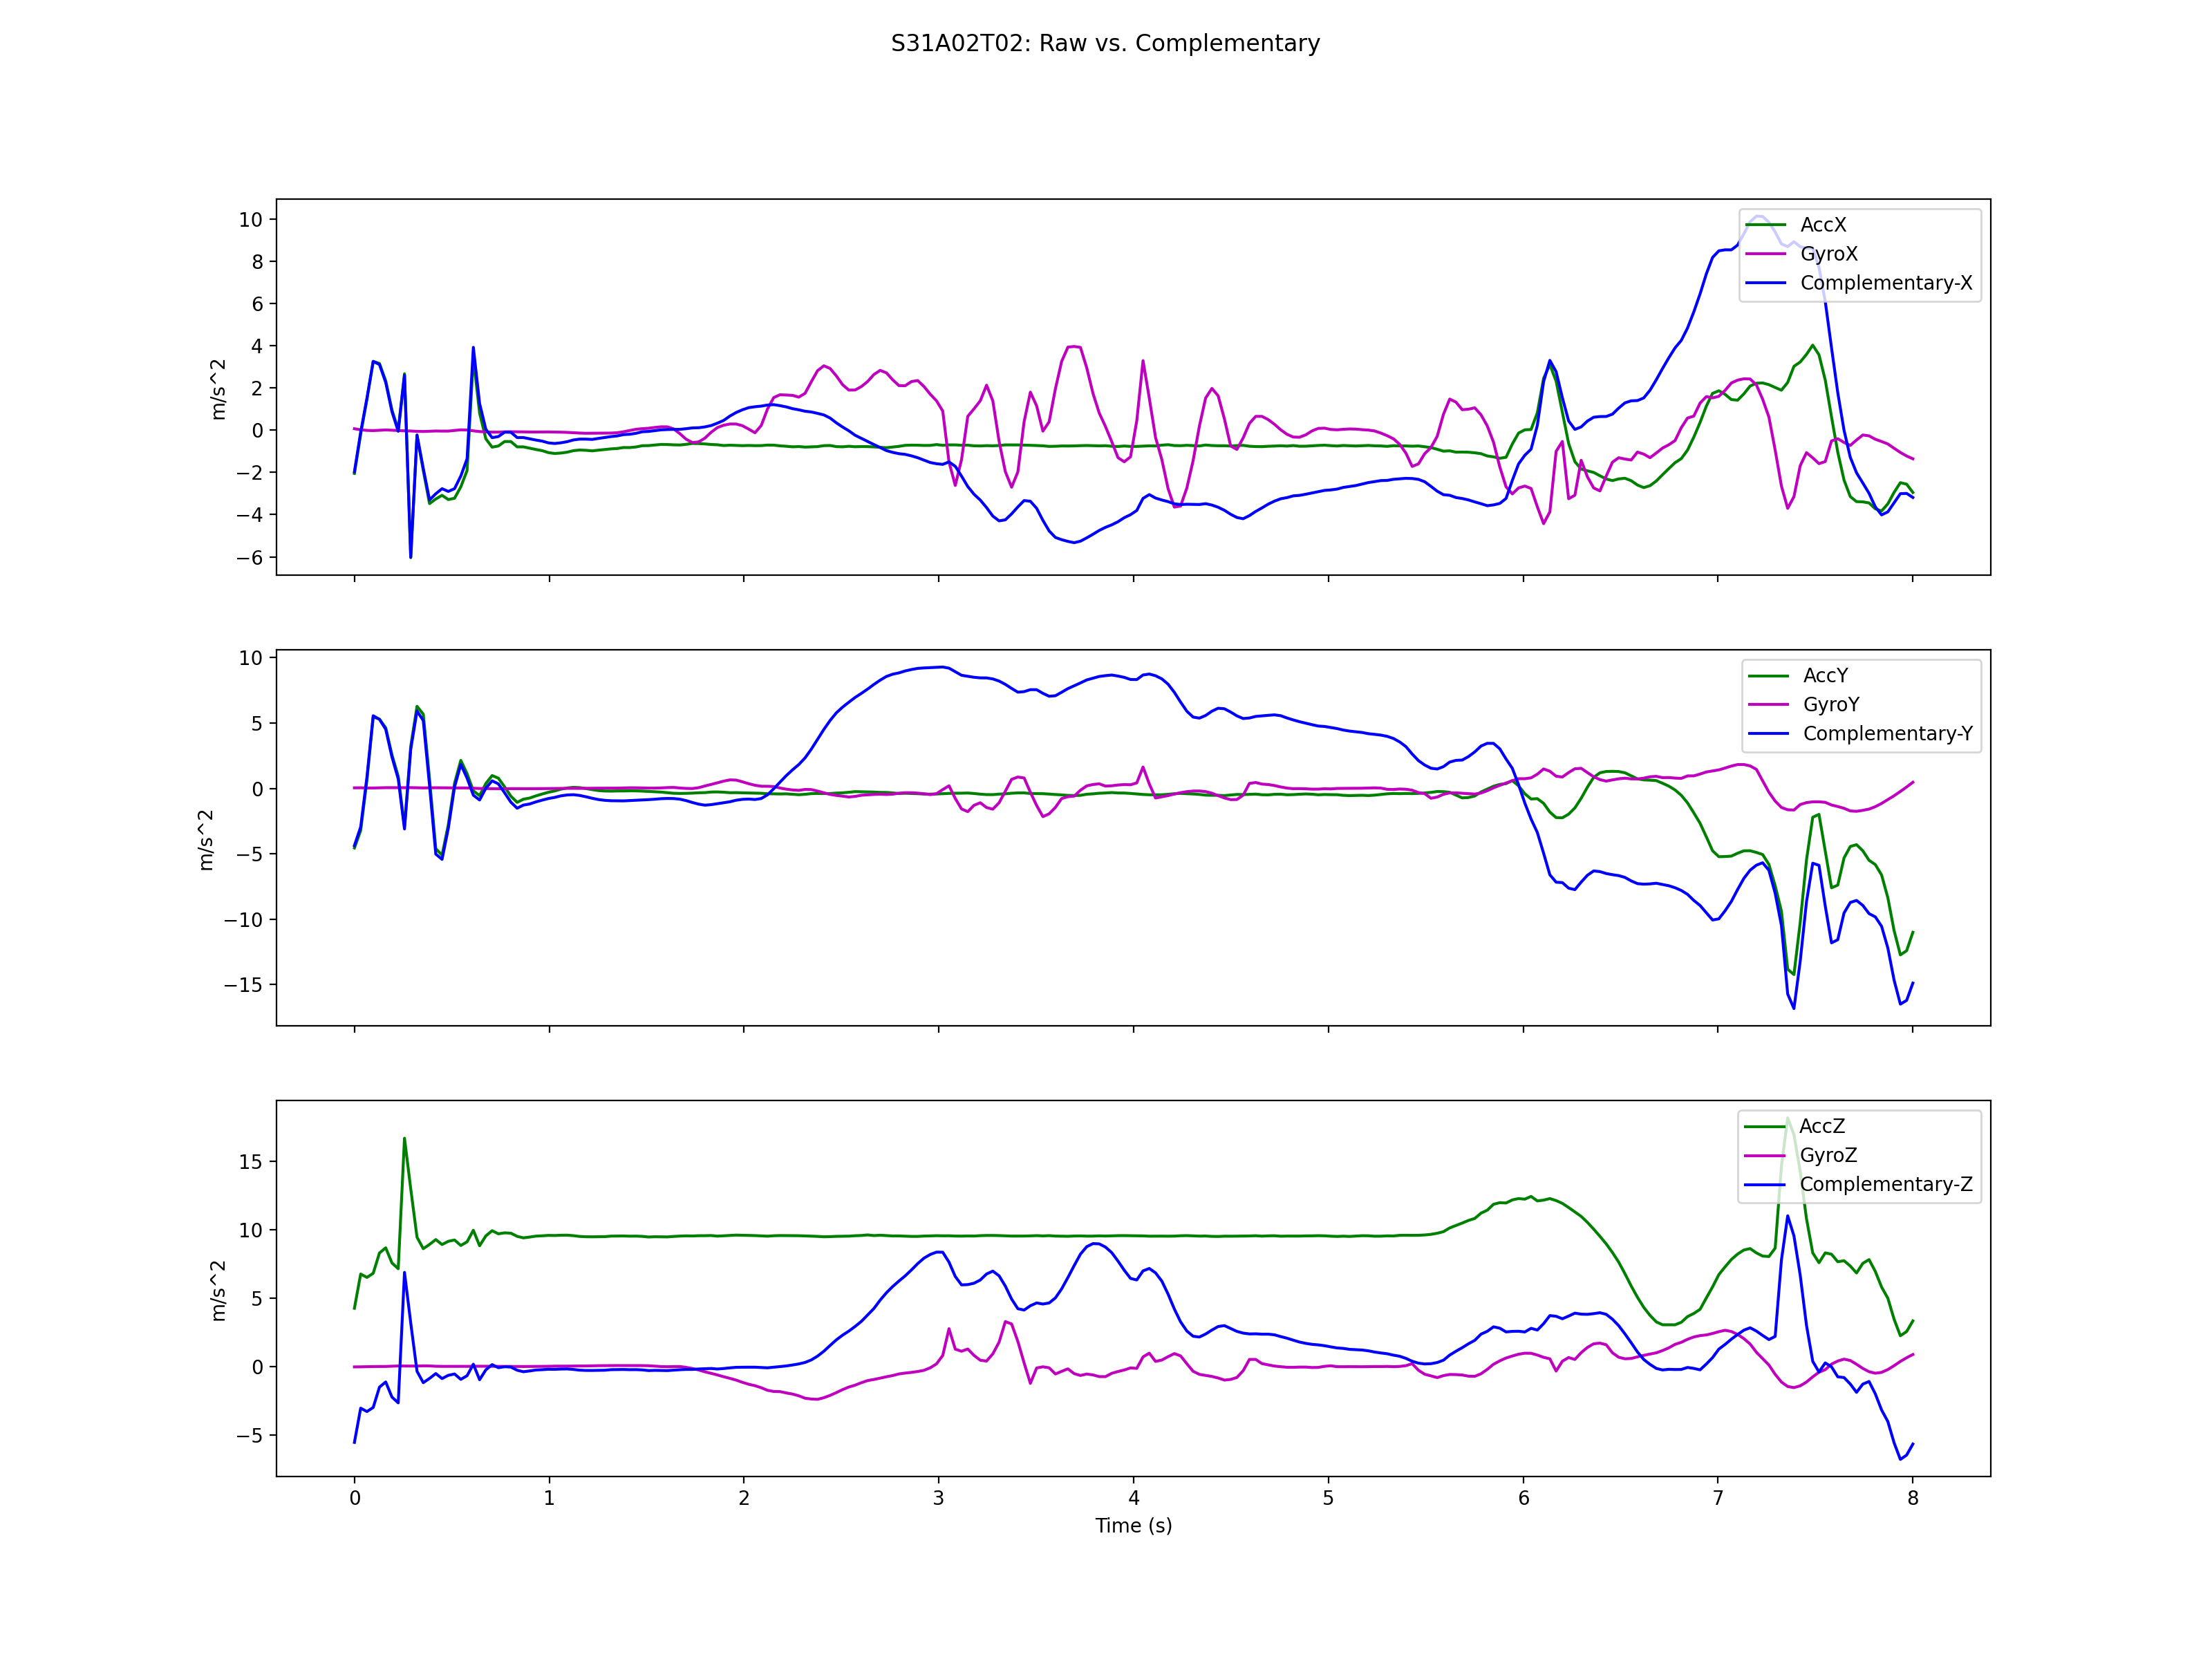 S31A02T02: Raw vs. Complementary
10
8
6
4
2
0
−2
−4
−6
m/s^2
AccX
GyroX
Complementary-X
10
5
0
−5
−10
−15
m/s^2
AccY
GyroY
Complementary-Y
15
10
5
0
−5
m/s^2
AccZ
GyroZ
Complementary-Z
0 1 2 3 4 5 6 7 8
Time (s)